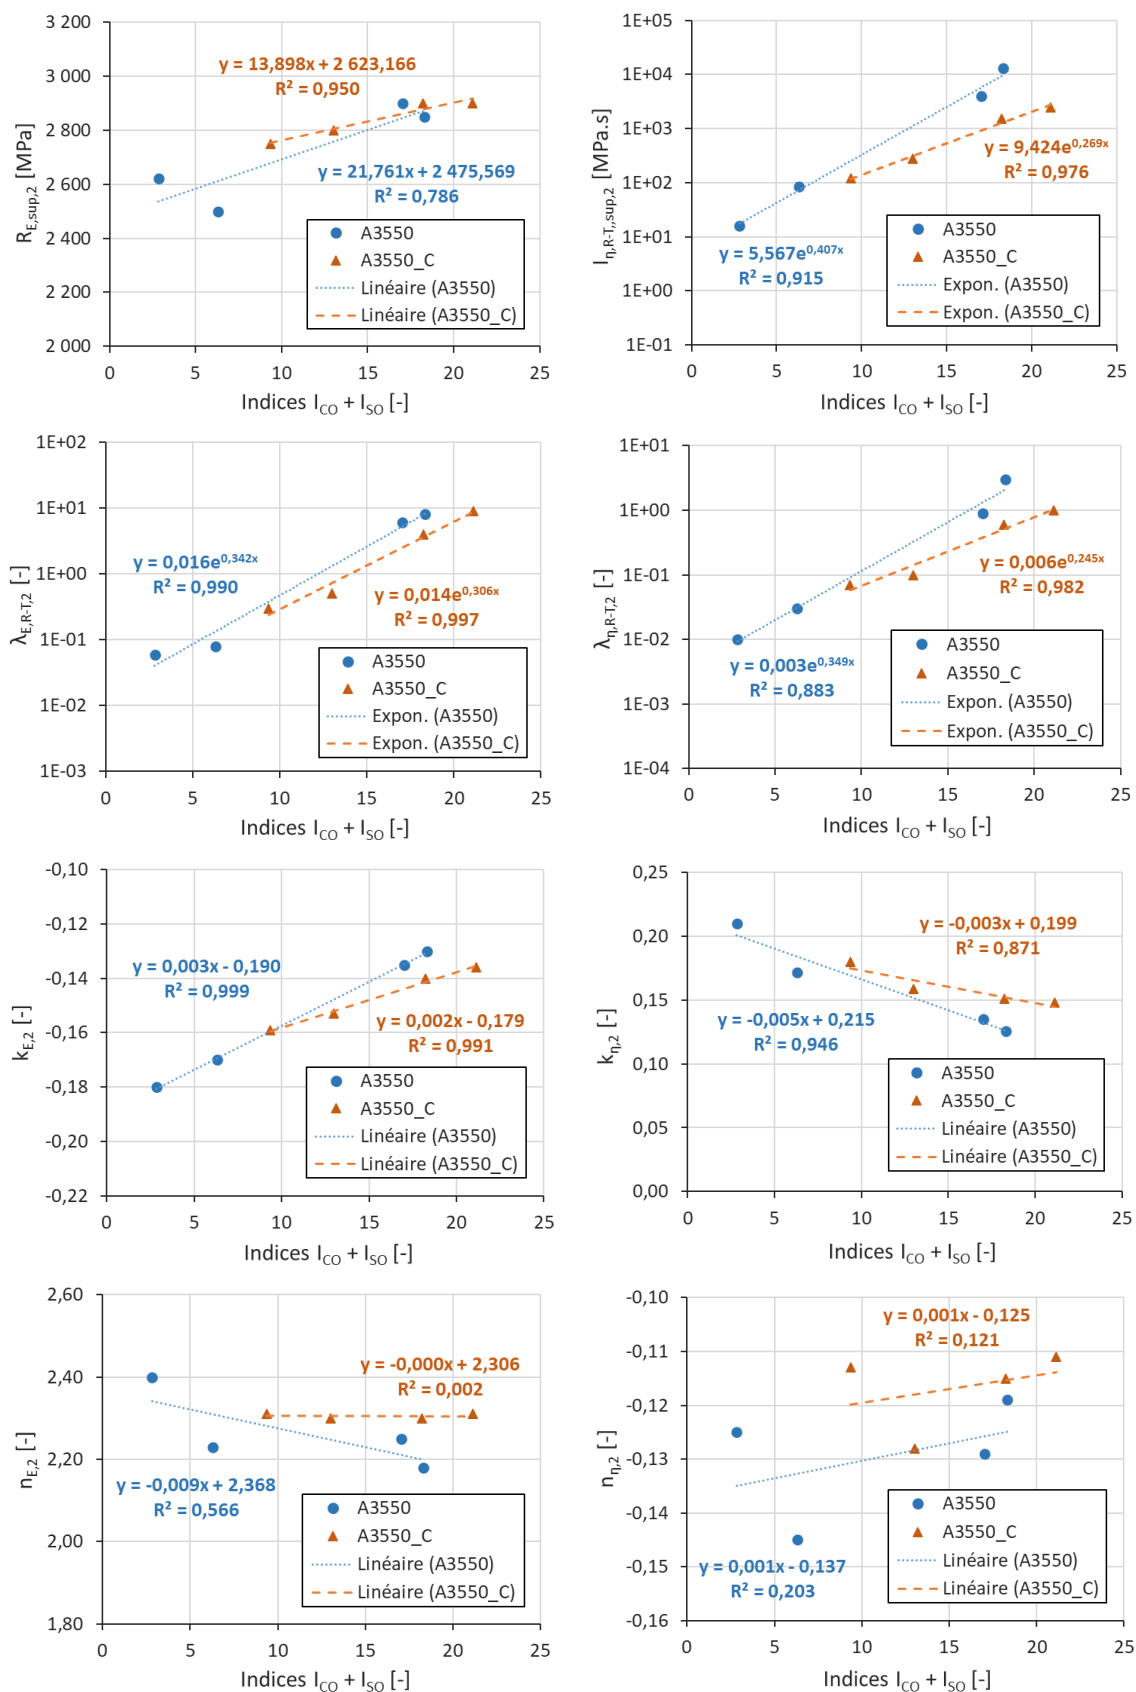 3 200
3 000
2 800
2 600
2 400
2 200
2 000
R_E,sup,2 [MPa]
y = 13,898x + 2 623,166
R² = 0,950
y = 21,761x + 2 475,569
R² = 0,786
A3550
A3550_C
Linéaire (A3550)
Linéaire (A3550_C)
0 5 10 15 20 25
Indices I_CO + I_SO [-]
1E+05
1E+04
1E+03
1E+02
1E+01
1E+00
1E-01
I_η,R-T,,sup,2 [MPa.s]
y = 9,424e^0,269x
R² = 0,976
y = 5,567e^0,407x
R² = 0,915
A3550
A3550_C
Expon. (A3550)
Expon. (A3550_C)
0 5 10 15 20 25
Indices I_CO + I_SO [-]
1E+02
1E+01
1E+00
1E-01
1E-02
1E-03
λ_E,R-T,2 [-]
y = 0,016e^0,342x
R² = 0,990
y = 0,014e^0,306x
R² = 0,997
A3550
A3550_C
Expon. (A3550)
Expon. (A3550_C)
0 5 10 15 20 25
Indices I_CO + I_SO [-]
1E+01
1E+00
1E-01
1E-02
1E-03
1E-04
λ_η,R-T,2 [-]
y = 0,006e^0,245x
R² = 0,982
y = 0,003e^0,349x
R² = 0,883
A3550
A3550_C
Expon. (A3550)
Expon. (A3550_C)
0 5 10 15 20 25
Indices I_CO + I_SO [-]
-0,10
-0,12
-0,14
-0,16
-0,18
-0,20
-0,22
k_E,2 [-]
y = 0,003x - 0,190
R² = 0,999
y = 0,002x - 0,179
R² = 0,991
A3550
A3550_C
Linéaire (A3550)
Linéaire (A3550_C)
0 5 10 15 20 25
Indices I_CO + I_SO [-]
0,25
0,20
0,15
0,10
0,05
0,00
k_η,2 [-]
y = -0,003x + 0,199
R² = 0,871
y = -0,005x + 0,215
R² = 0,946
A3550
A3550_C
Linéaire (A3550)
Linéaire (A3550_C)
0 5 10 15 20 25
Indices I_CO + I_SO [-]
2,60
2,40
2,20
2,00
1,80
n_E,2 [-]
y = -0,000x + 2,306
R² = 0,002
y = -0,009x + 2,368
R² = 0,566
A3550
A3550_C
Linéaire (A3550)
Linéaire (A3550_C)
0 5 10 15 20 25
Indices I_CO + I_SO [-]
-0,10
-0,11
-0,12
-0,13
-0,14
-0,15
-0,16
n_η,2 [-]
y = 0,001x - 0,125
R² = 0,121
y = 0,001x - 0,137
R² = 0,203
A3550
A3550_C
Linéaire (A3550)
Linéaire (A3550_C)
0 5 10 15 20 25
Indices I_CO + I_SO [-]